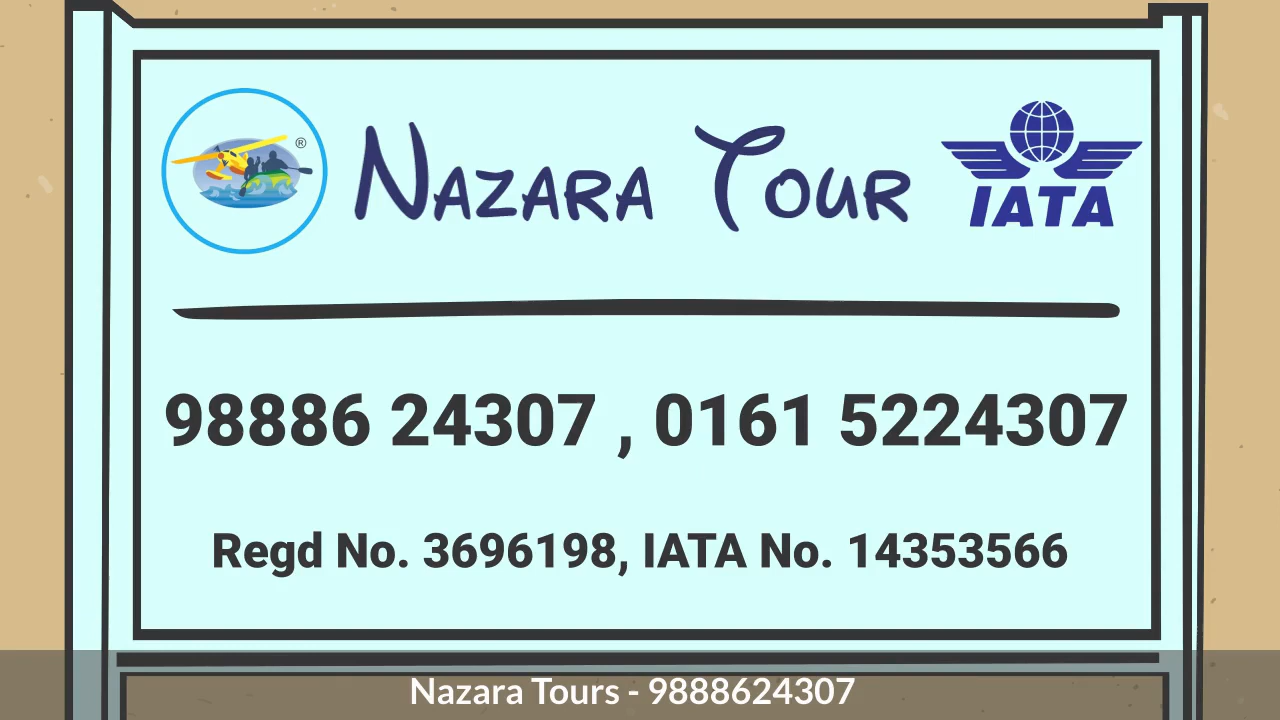 ®
NAZARA TOUR
IATA
98886 24307 , 0161 5224307
Regd No. 3696198, IATA No. 14353566
Nazara Tours - 9888624307